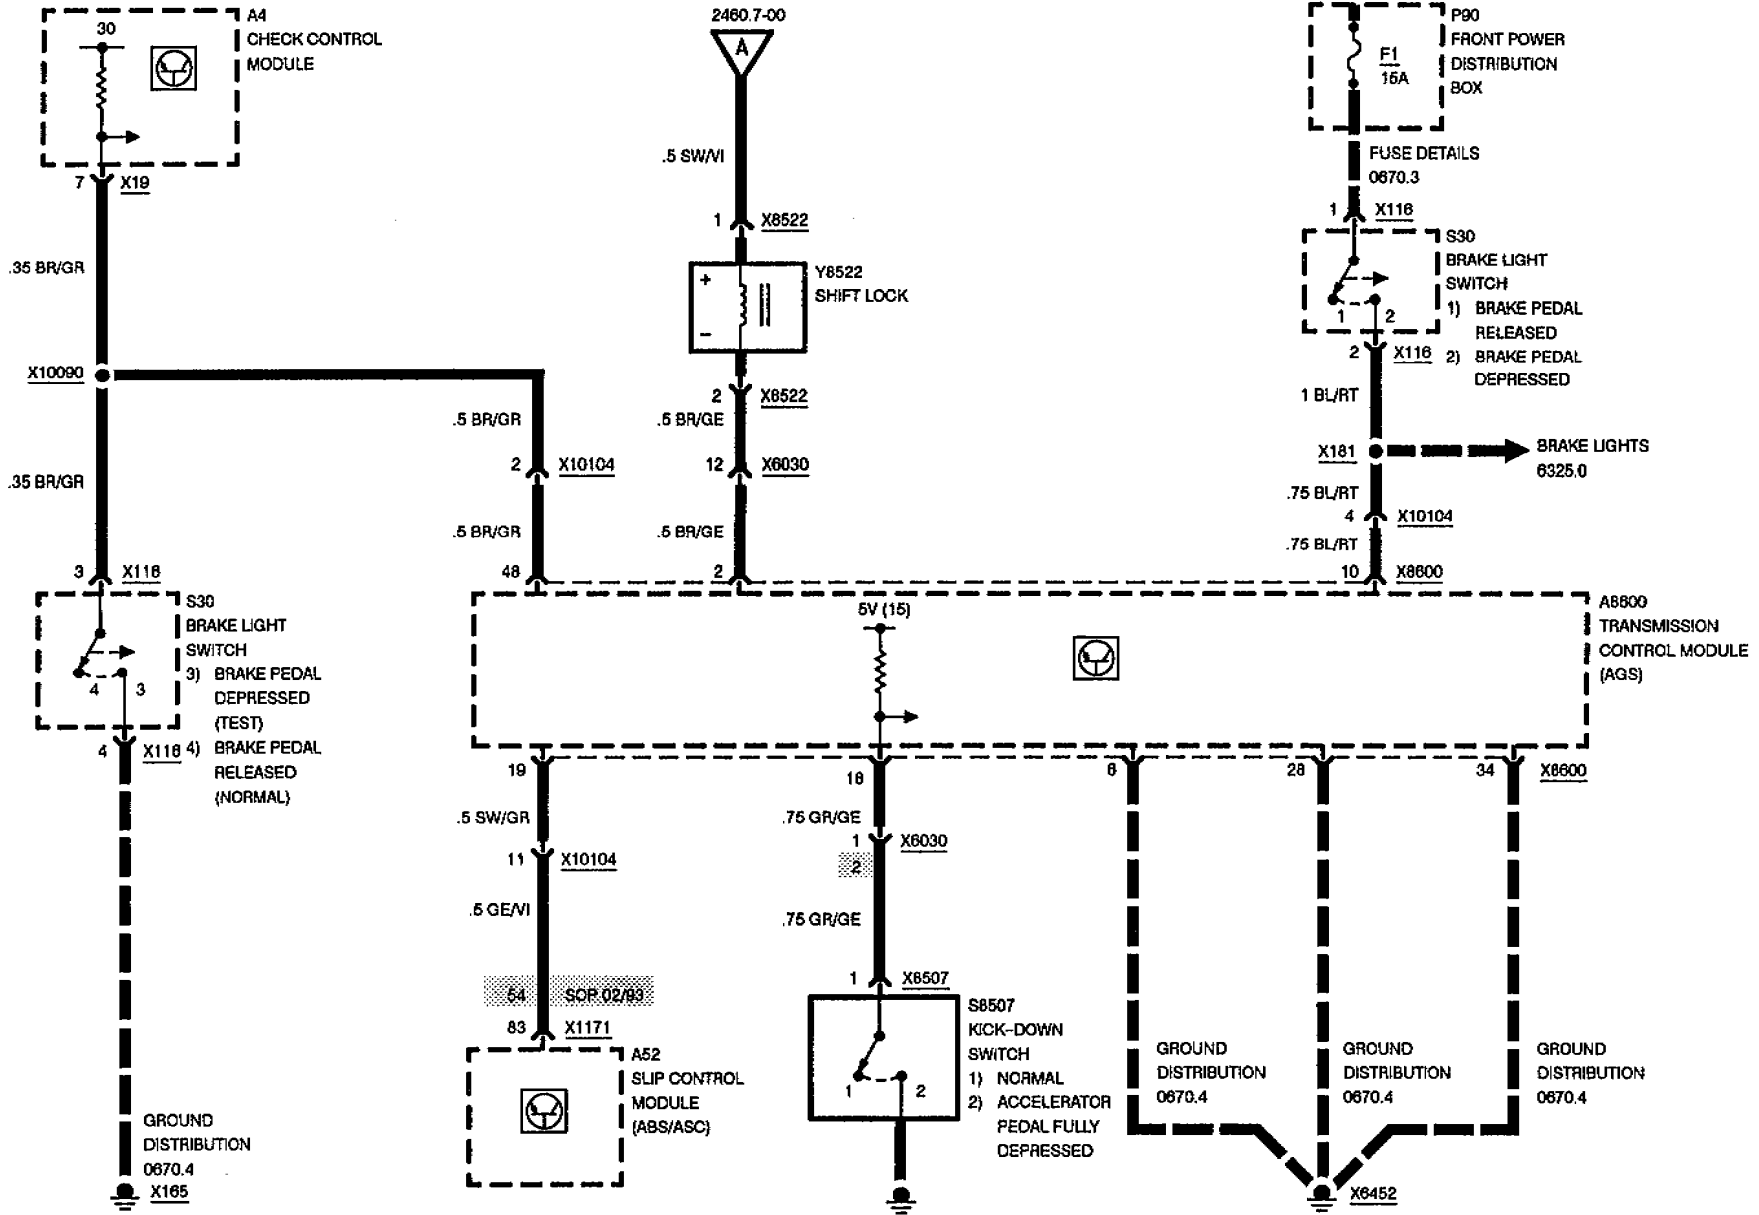 A4
CHECK CONTROL
MODULE
30
7 X19
.35 BR/GR
X10090
.35 BR/GR
3 X116
S30
BRAKE LIGHT
SWITCH
3) BRAKE PEDAL
DEPRESSED
(TEST)
4) BRAKE PEDAL
RELEASED
(NORMAL)
4 3
4 X116
GROUND
DISTRIBUTION
0670.4
X165
.5 BR/GR
2 X10104
.5 BR/GR
48
2460.7-00
A
.5 SW/VI
1 X8522
+
–
Y8522
SHIFT LOCK
2 X8522
.5 BR/GE
12 X6030
.5 BR/GE
2
P90
FRONT POWER
DISTRIBUTION
BOX
F1
15A
FUSE DETAILS
0670.3
1 X116
S30
BRAKE LIGHT
SWITCH
1) BRAKE PEDAL
RELEASED
2) BRAKE PEDAL
DEPRESSED
1 2
2 X116
1 BL/RT
X181
BRAKE LIGHTS
6325.0
.75 BL/RT
4 X10104
.75 BL/RT
10 X8600
A8600
TRANSMISSION
CONTROL MODULE
(AGS)
5V (15)
19
16
6
28
34 X8600
.5 SW/GR
11 X10104
.5 GE/VI
54 SOP 02/93
83 X1171
A52
SLIP CONTROL
MODULE
(ABS/ASC)
.75 GR/GE
1 X6030
2
.75 GR/GE
1 X8507
S8507
KICK-DOWN
SWITCH
1) NORMAL
2) ACCELERATOR
PEDAL FULLY
DEPRESSED
1 2
GROUND
DISTRIBUTION
0670.4
GROUND
DISTRIBUTION
0670.4
GROUND
DISTRIBUTION
0670.4
X6452